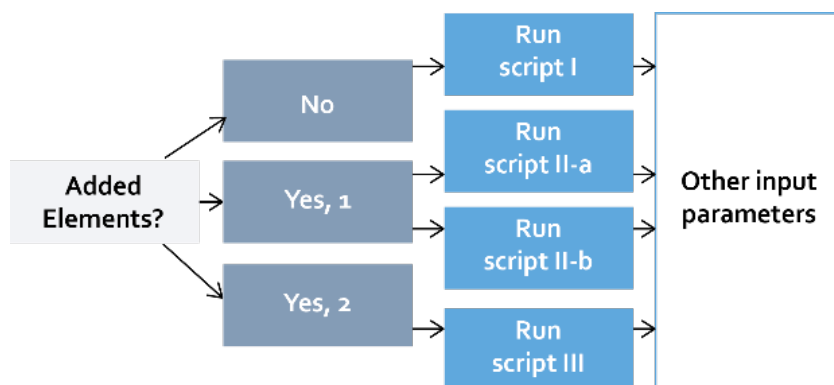 Added
Elements?
No
Yes, 1
Yes, 2
Run
script I
Run
script II-a
Run
script II-b
Run
script III
Other input
parameters